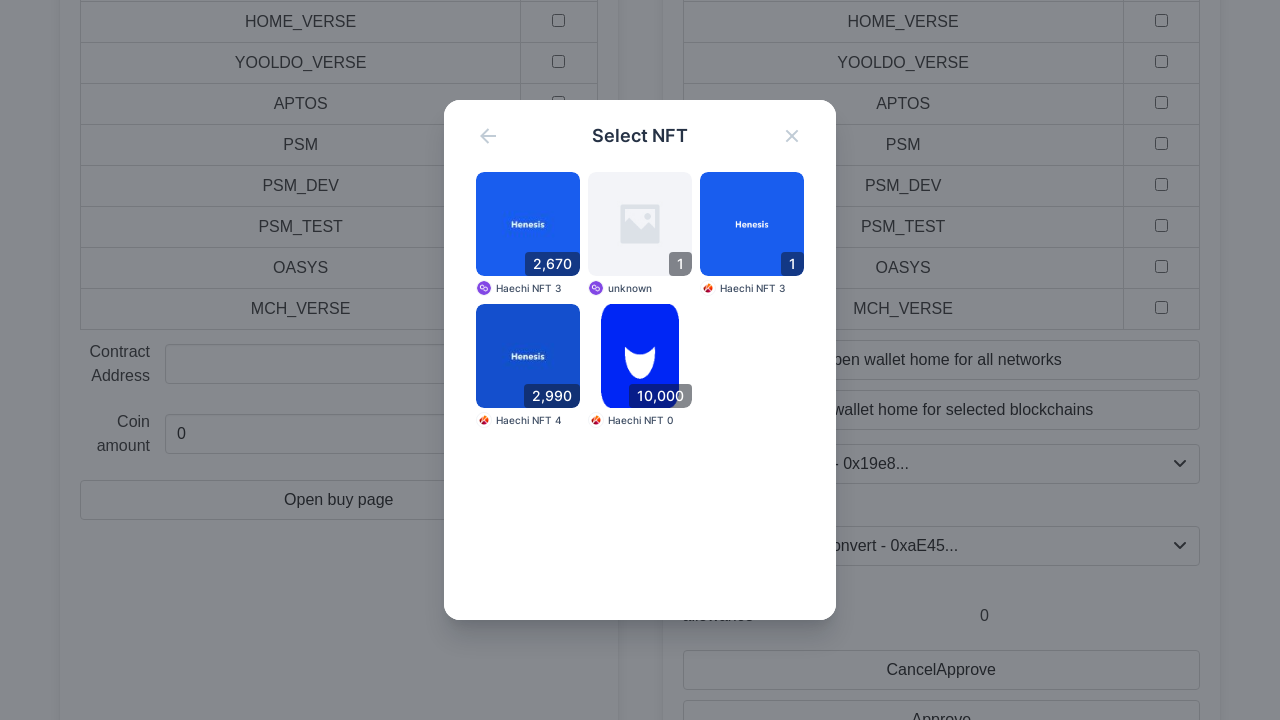 HOME_VERSE
HOME_VERSE
YOOLDO_VERSE
YOOLDO_VERSE
APTOS
APTOS
PSM
PSM
PSM_DEV
PSM_DEV
PSM_TEST
PSM_TEST
OASYS
OASYS
MCH_VERSE
MCH_VERSE
Contract
Address
Coin
amount
0
Open buy page
Select NFT
Henesis
2,670
Haechi NFT 3
1
unknown
Henesis
1
Haechi NFT 3
Henesis
2,990
Haechi NFT 4
10,000
Haechi NFT 0
wallet home for all networks
wallet home for selected blockchains
- 0x19e8...
- 0xaE45...
0
CancelApprove
Approve